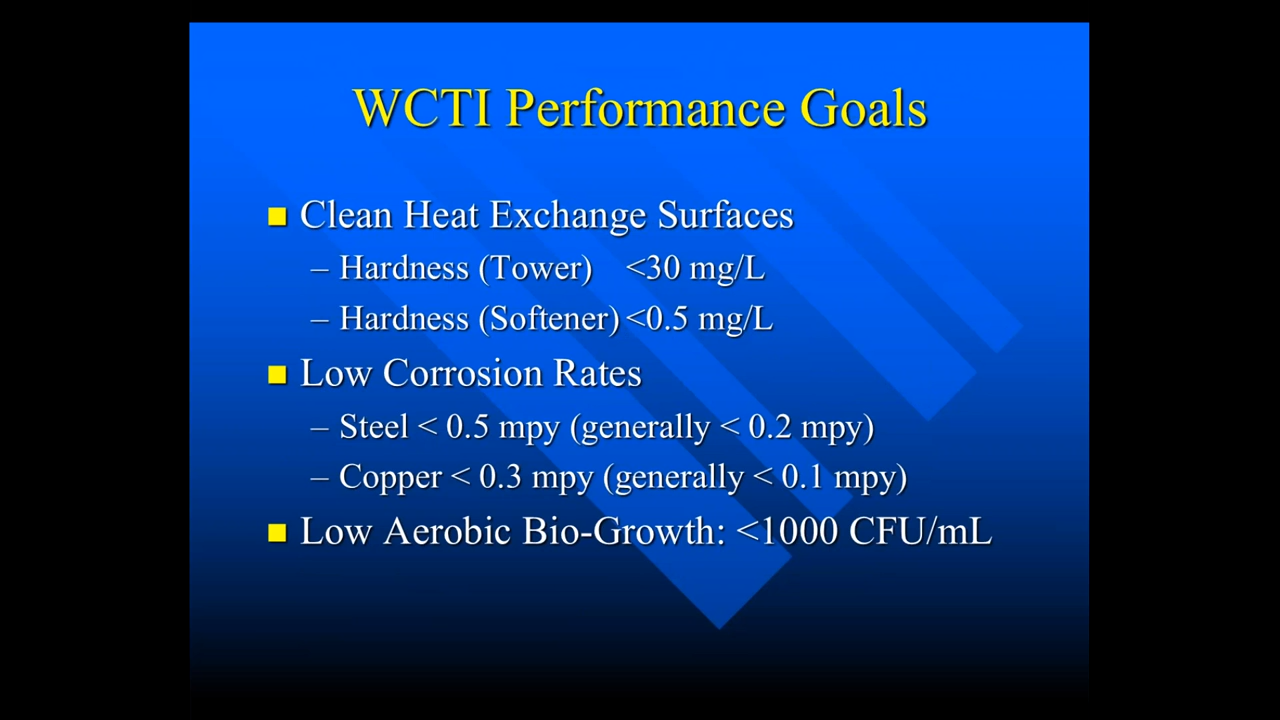 WCTI Performance Goals
Clean Heat Exchange Surfaces
– Hardness (Tower) <30 mg/L
– Hardness (Softener) <0.5 mg/L
Low Corrosion Rates
– Steel < 0.5 mpy (generally < 0.2 mpy)
– Copper < 0.3 mpy (generally < 0.1 mpy)
Low Aerobic Bio-Growth: <1000 CFU/mL